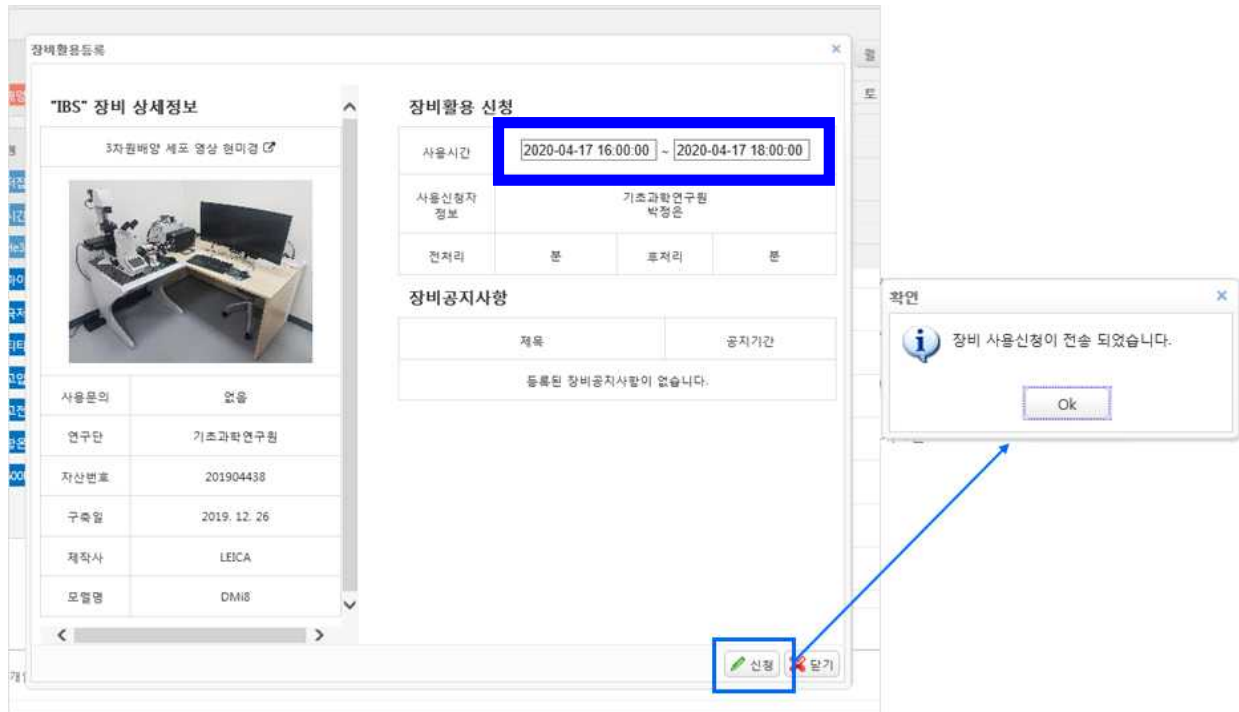 장비활용등록
"IBS" 장비 상세정보
3차원배양 세포 영상 현미경
사용문의 없음
연구단 기초과학연구원
자산번호 201904438
구축일 2019. 12. 26
제작사 LEICA
모델명 DMi8
장비활용 신청
사용시간 2020-04-17 16:00:00 ~ 2020-04-17 18:00:00
사용신청자 정보 기초과학연구원 박정은
전처리 분 후처리 분
장비공지사항
제목 공지기간
등록된 장비공지사항이 없습니다.
신청 닫기
월
토
확인
장비 사용신청이 전송 되었습니다.
Ok